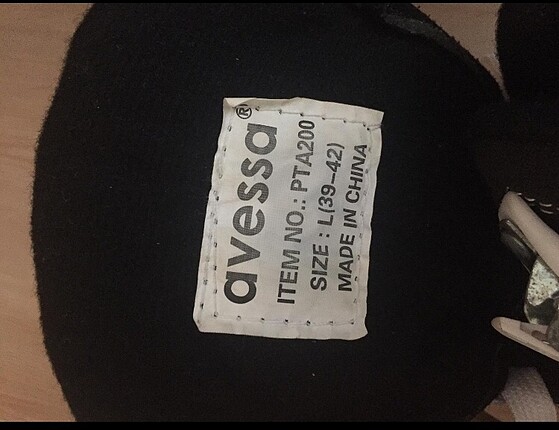 avessa®
ITEM NO.: PTA200
SIZE : L(39-42)
MADE IN CHINA